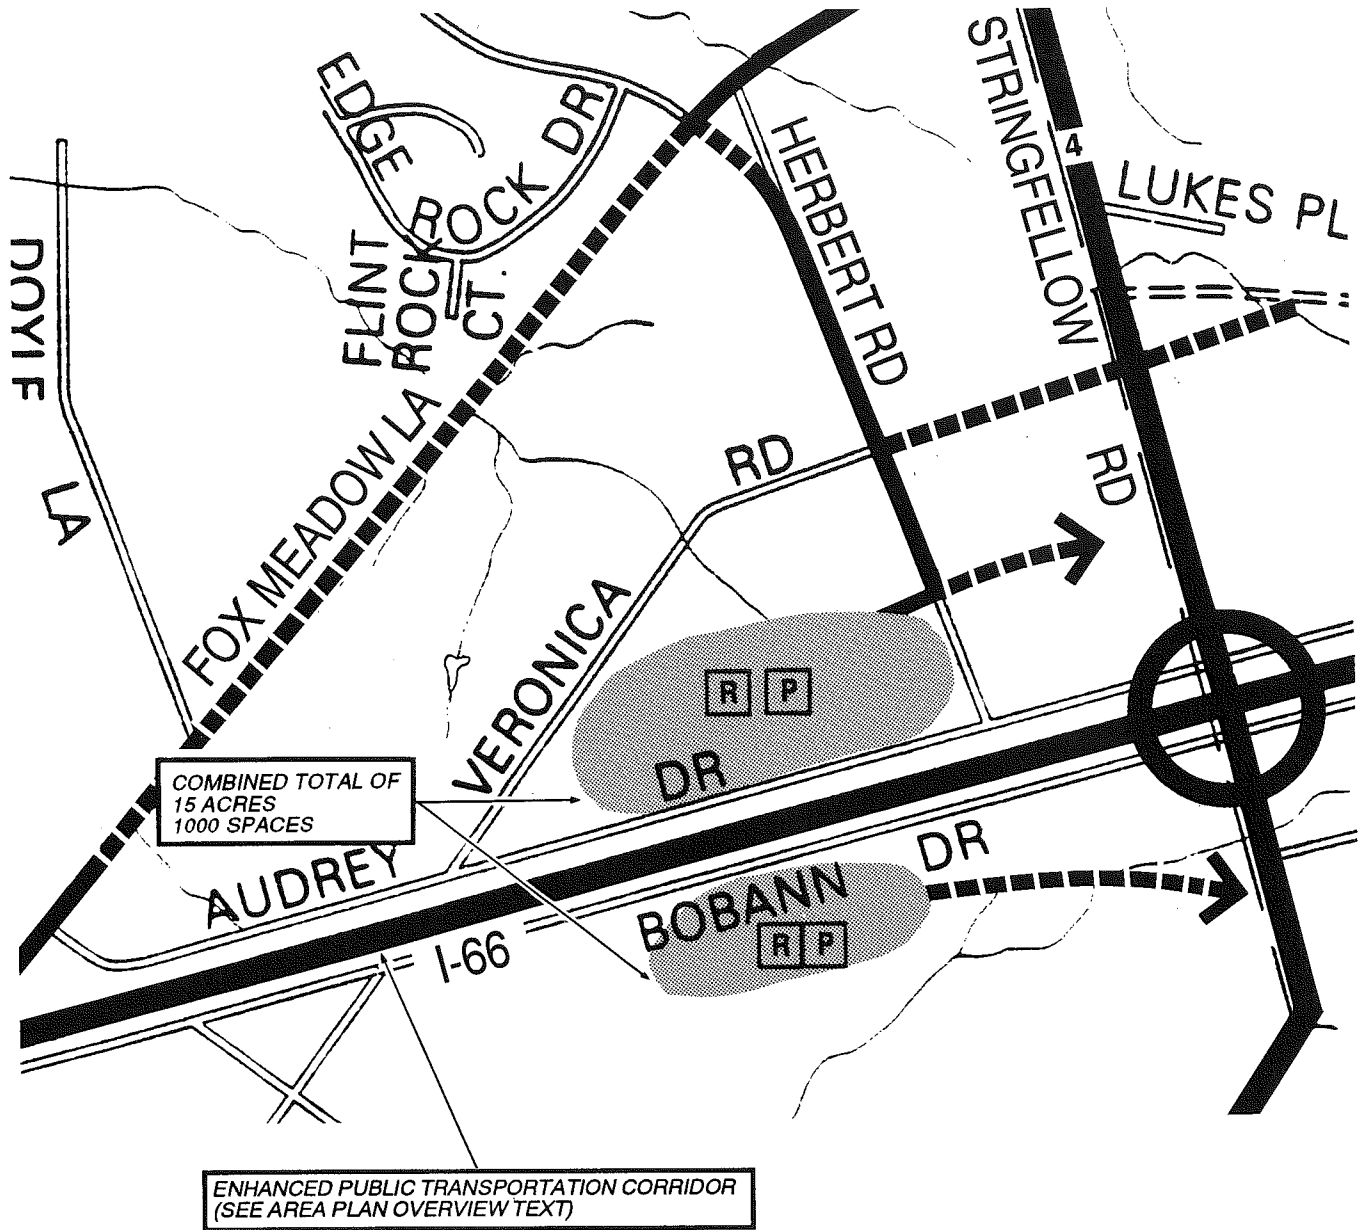 EDGE
ROCK DR
FLINT
ROCK
CT.
HERBERT RD
STRINGFELLOW
RD
4
LUKES PL
DOYLE
LA
FOX MEADOW LA
VERONICA
RD
R P
COMBINED TOTAL OF
15 ACRES
1000 SPACES
AUDREY
DR
I-66
BOBANN
DR
R P
ENHANCED PUBLIC TRANSPORTATION CORRIDOR
(SEE AREA PLAN OVERVIEW TEXT)